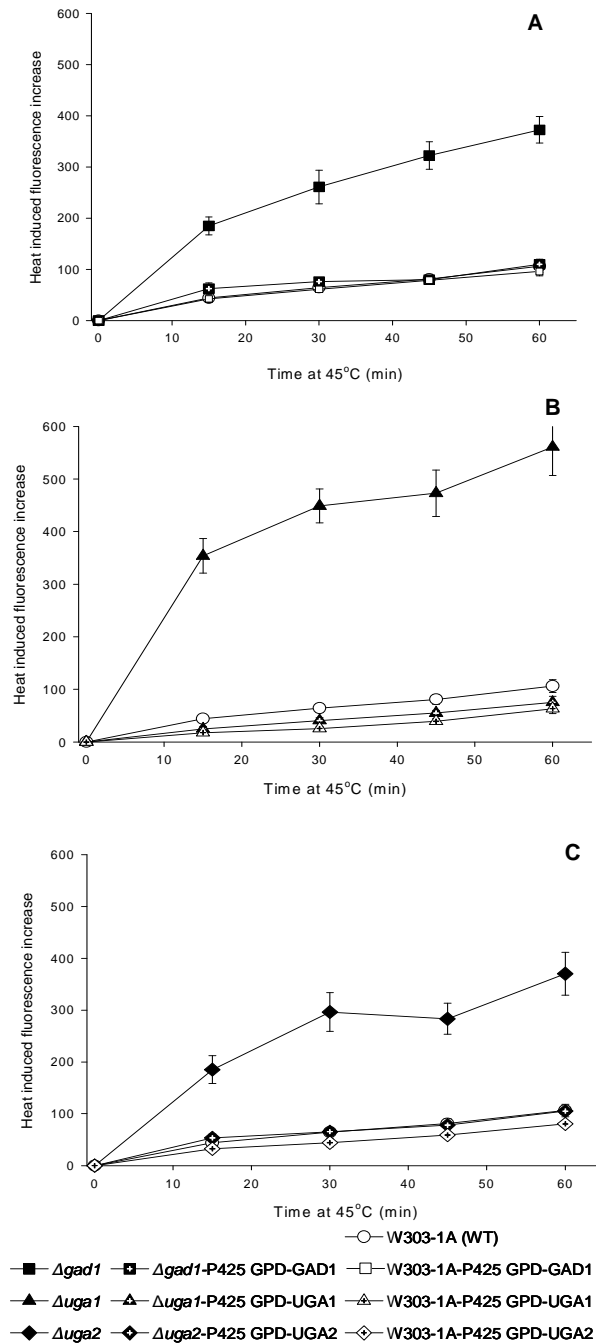 A
600
500
400
300
200
100
0
Heat induced fluorescence increase
0 10 20 30 40 50 60
Time at 45°C (min)
B
600
500
400
300
200
100
0
Heat induced fluorescence increase
0 10 20 30 40 50 60
Time at 45°C (min)
C
600
500
400
300
200
100
0
Heat induced fluorescence increase
0 10 20 30 40 50 60
Time at 45°C (min)
W303-1A (WT)
Δgad1 Δgad1-P425 GPD-GAD1 W303-1A-P425 GPD-GAD1
Δuga1 Δuga1-P425 GPD-UGA1 W303-1A-P425 GPD-UGA1
Δuga2 Δuga2-P425 GPD-UGA2 W303-1A-P425 GPD-UGA2